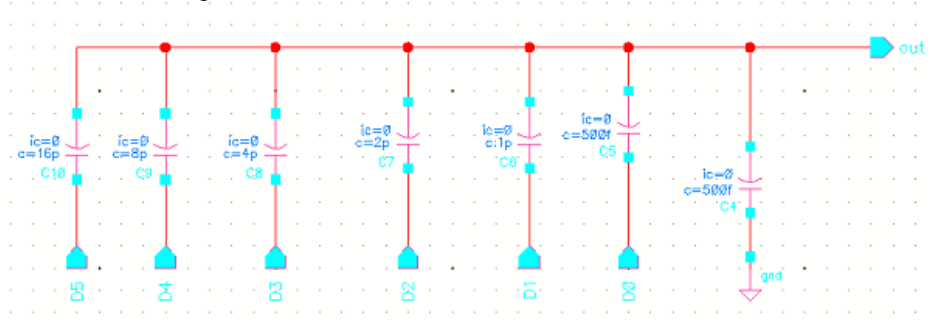 out
ic=0
c=16p
C10
ic=0
c=8p
C9
ic=0
c=4p
C8
ic=0
c=2p
C7
ic=0
c:1p
C6
ic=0
c=500f
C5
ic=0
c=500f
C4
gnd
D5
D4
D3
D2
D1
D0